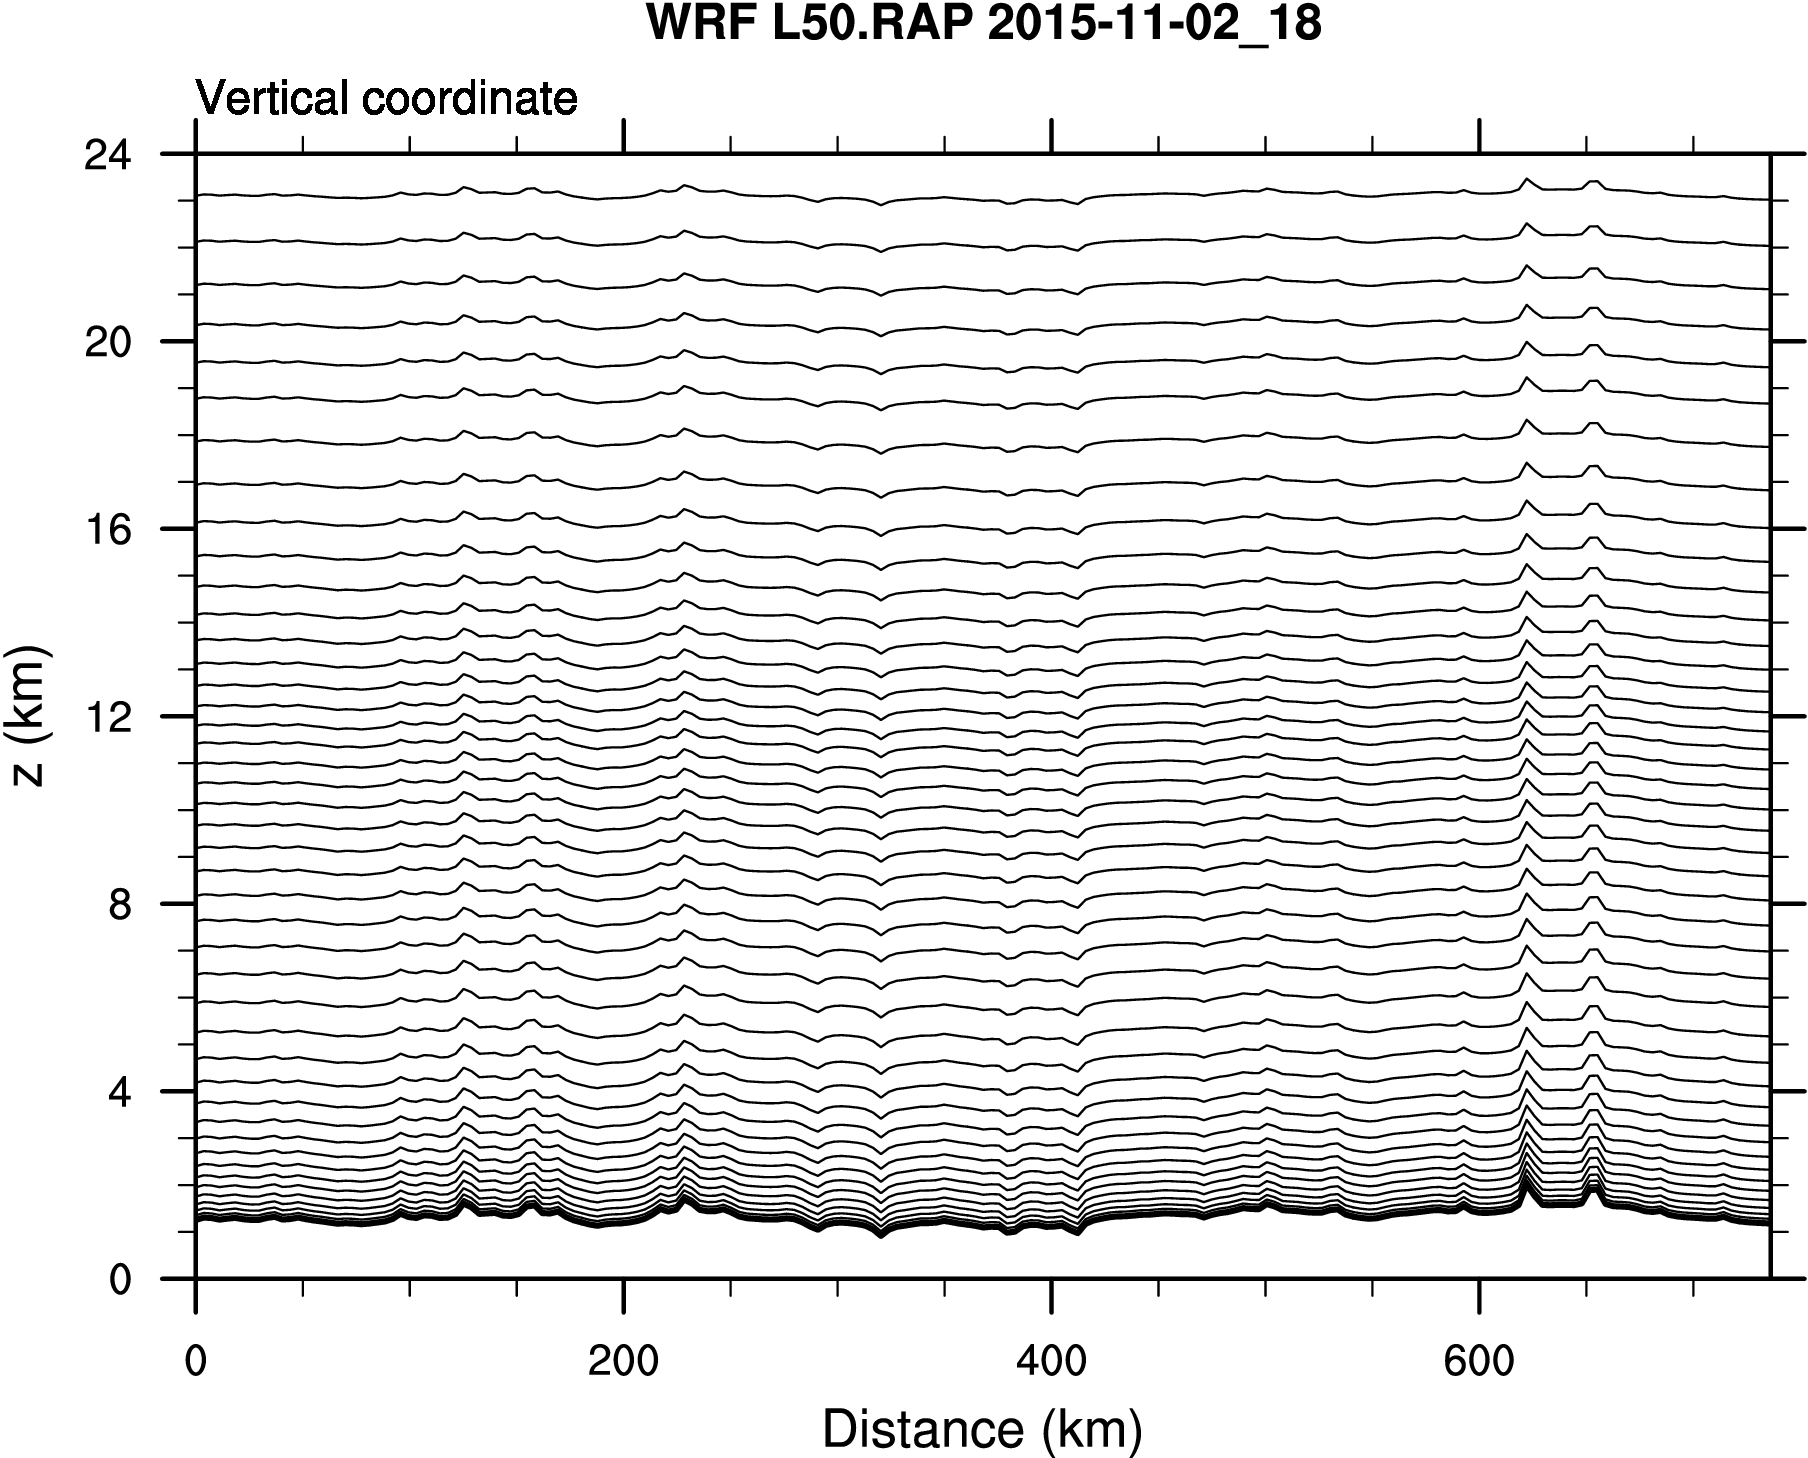 WRF L50.RAP 2015-11-02_18
Vertical coordinate
24
20
16
12
8
4
0
z (km)
0 200 400 600
Distance (km)